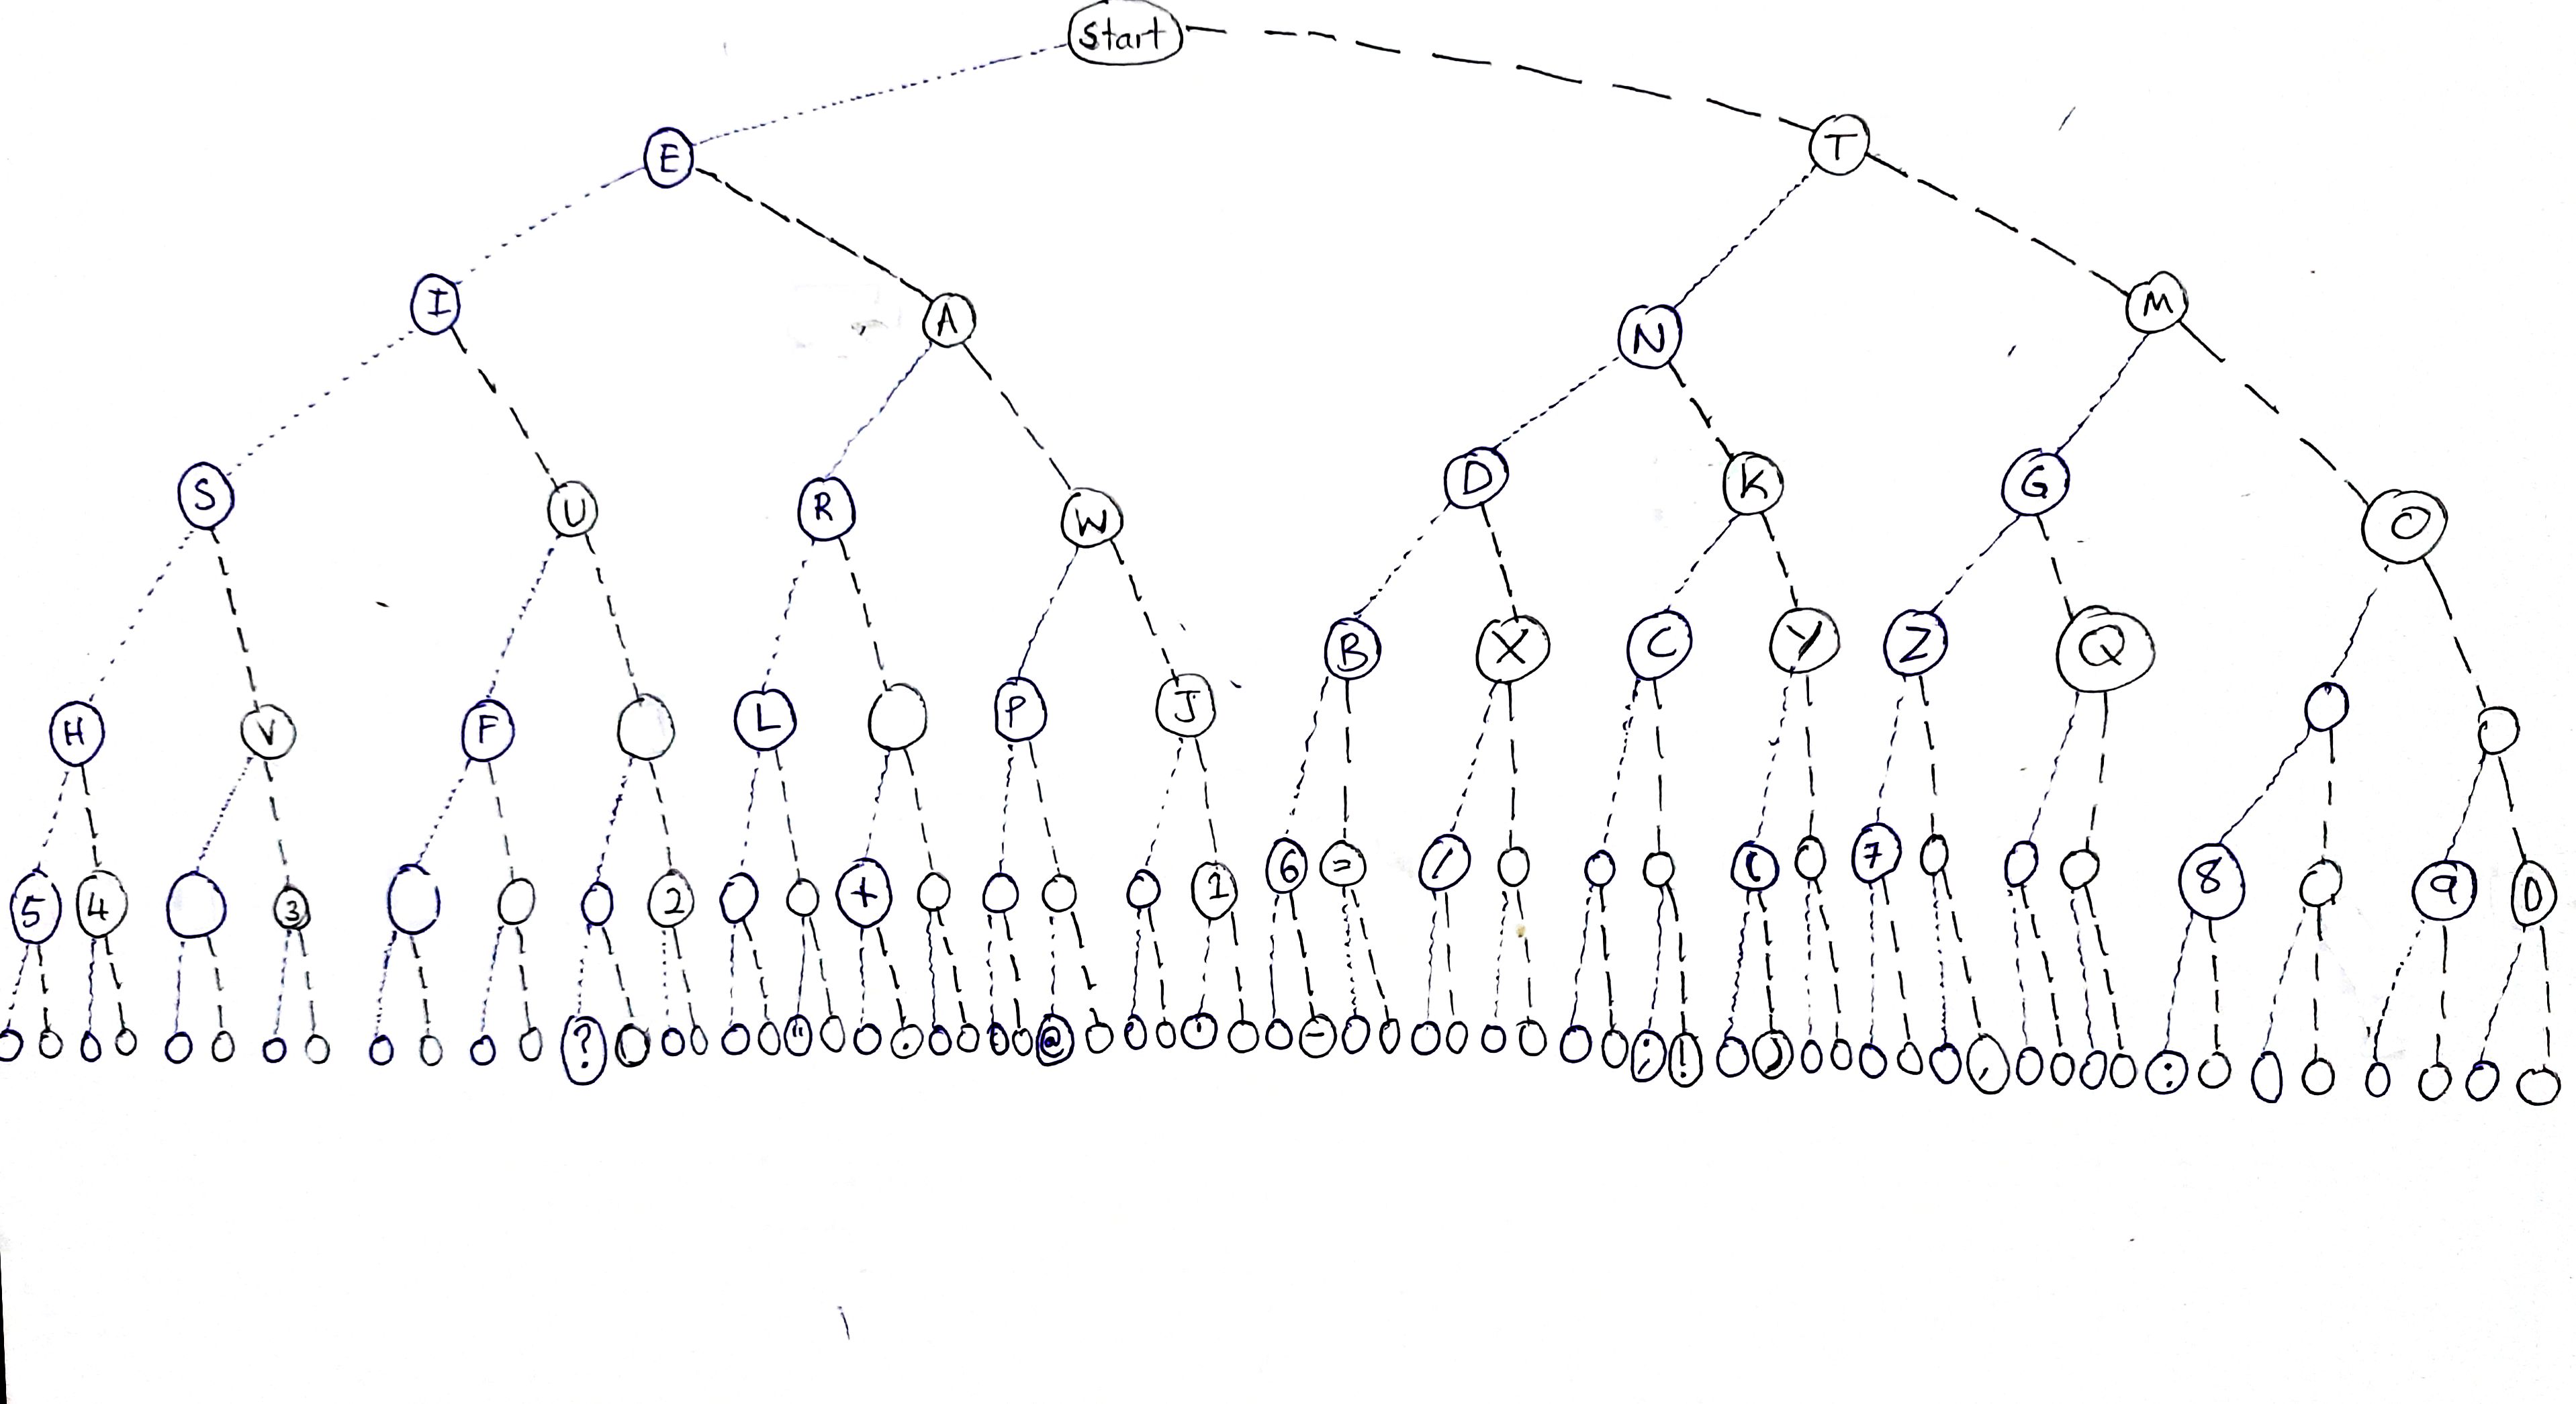 Start
E T
I A N M
S U R W D K G O
H V F L P J B X C Y Z Q
5 4 3 2 + 1 6 = / ( 7 8 9 0
? " . @ ' - ; ! ) , :